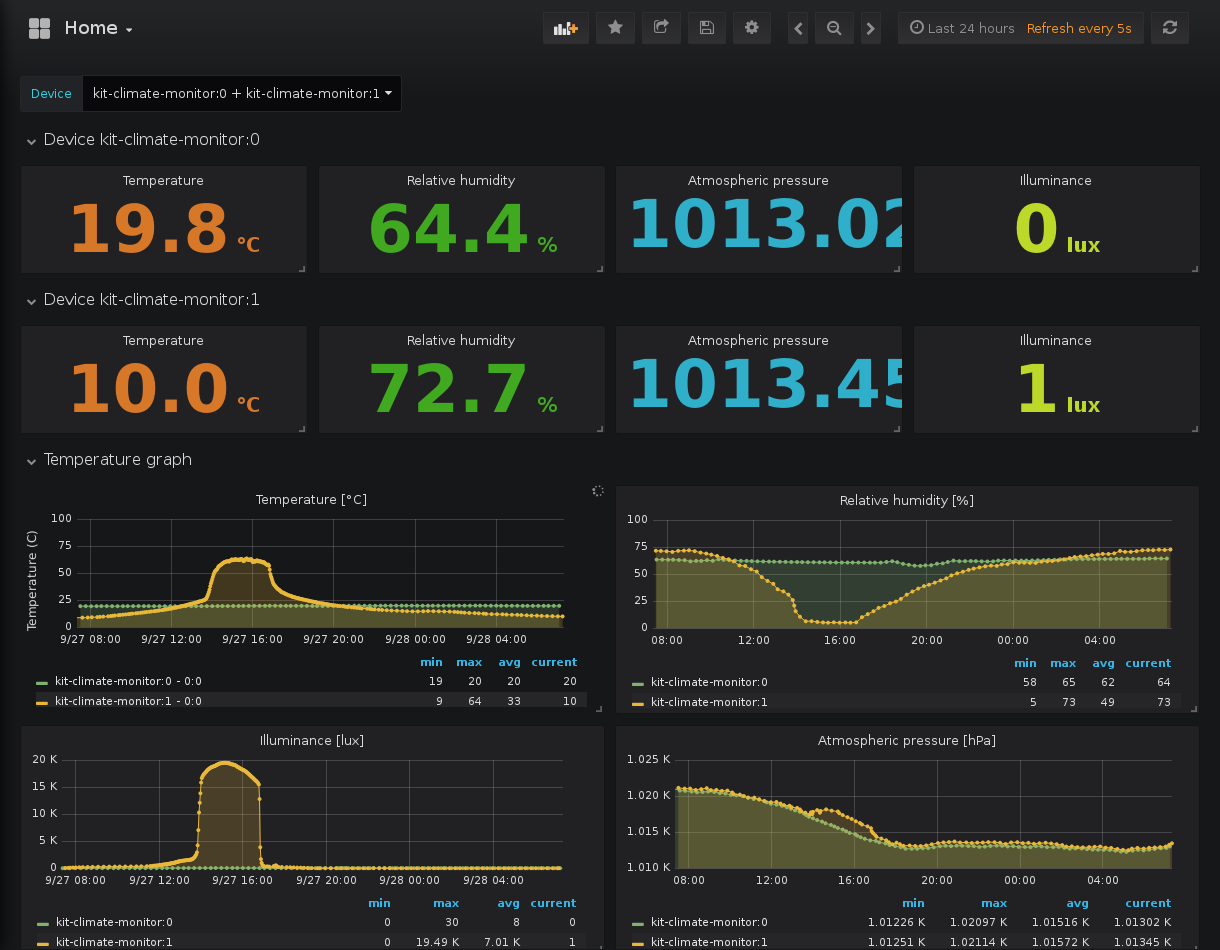 Home
Last 24 hours Refresh every 5s
Device kit-climate-monitor:0 + kit-climate-monitor:1
Device kit-climate-monitor:0
Temperature Relative humidity Atmospheric pressure Illuminance
19.8 °C 64.4 % 1013.02 0 lux
Device kit-climate-monitor:1
Temperature Relative humidity Atmospheric pressure Illuminance
10.0 °C 72.7 % 1013.45 1 lux
Temperature graph
Temperature [°C]
Temperature (C)
100
75
50
25
0
9/27 08:00 9/27 12:00 9/27 16:00 9/27 20:00 9/28 00:00 9/28 04:00
min max avg current
kit-climate-monitor:0 - 0:0 19 20 20 20
kit-climate-monitor:1 - 0:0 9 64 33 10
Relative humidity [%]
100
75
50
25
0
08:00 12:00 16:00 20:00 00:00 04:00
min max avg current
kit-climate-monitor:0 58 65 62 64
kit-climate-monitor:1 5 73 49 73
Illuminance [lux]
20 K
15 K
10 K
5 K
0
9/27 08:00 9/27 12:00 9/27 16:00 9/27 20:00 9/28 00:00 9/28 04:00
min max avg current
kit-climate-monitor:0 0 30 8 0
kit-climate-monitor:1 0 19.49 K 7.01 K 1
Atmospheric pressure [hPa]
1.025 K
1.020 K
1.015 K
1.010 K
08:00 12:00 16:00 20:00 00:00 04:00
min max avg current
kit-climate-monitor:0 1.01226 K 1.02097 K 1.01516 K 1.01302 K
kit-climate-monitor:1 1.01251 K 1.02114 K 1.01572 K 1.01345 K